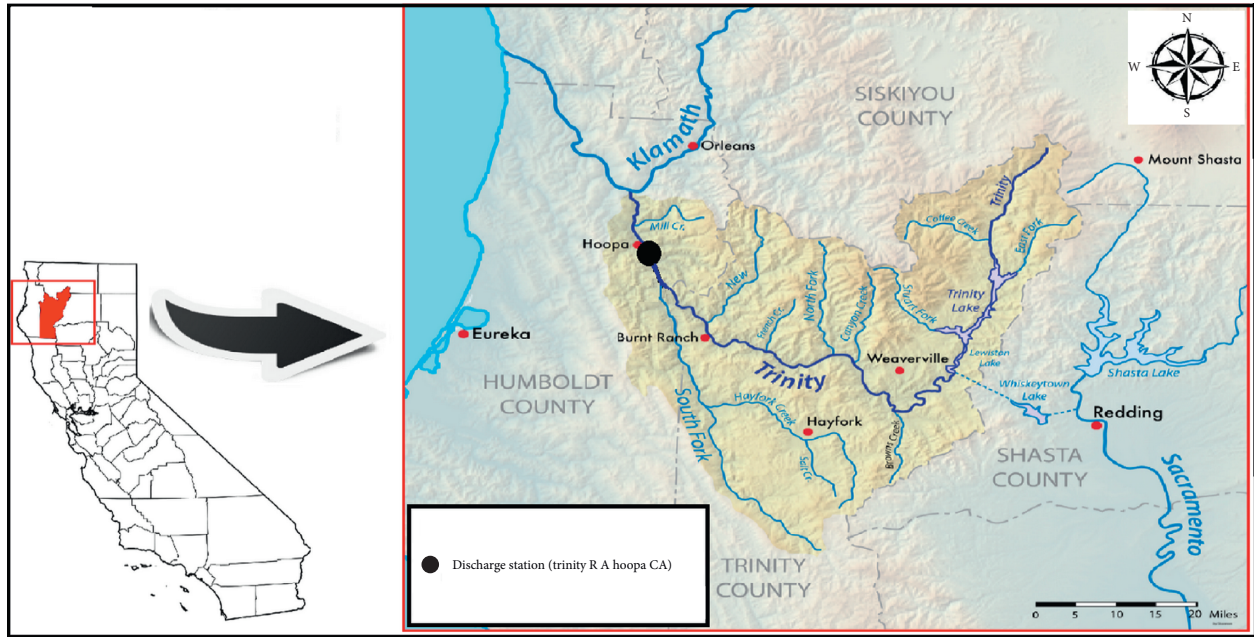 N
W
E
S
SISKIYOU
COUNTY
Klamath
Orleans
Mount Shasta
Trinity
Coffee Creek
East Fork
Mill Cr.
Hoopa
New
North Fork
Canyon Creek
Stuart Fork
French Cr.
Trinity
Lake
Eureka
Burnt Ranch
Lewiston
Lake
Weaverville
Trinity
Whiskeytown
Lake
Shasta Lake
HUMBOLDT
COUNTY
South Fork
Hayfork Creek
Hayfork
Salt Cr.
Browns Creek
Redding
SHASTA
COUNTY
Sacramento
TRINITY
COUNTY
Discharge station (trinity R A hoopa CA)
0 5 10 15 20 Miles